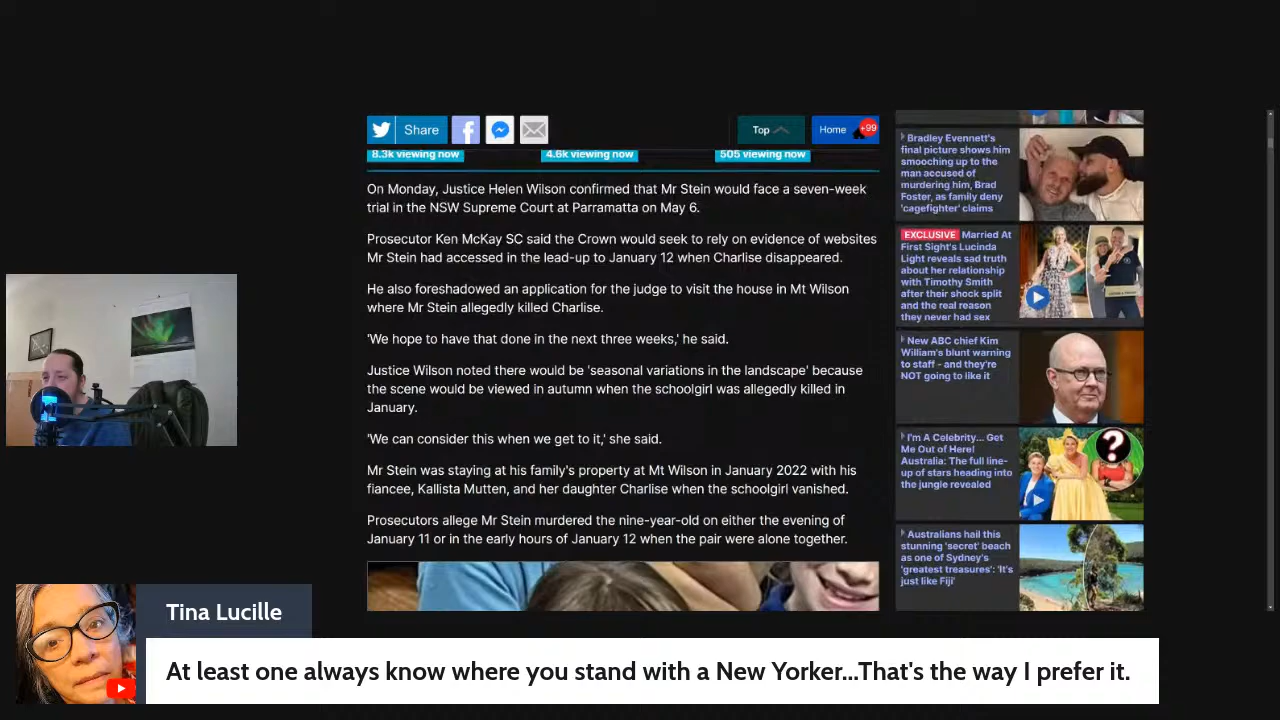 Share
Top
Home
+99
8.3k viewing now
4.6k viewing now
505 viewing now
On Monday, Justice Helen Wilson confirmed that Mr Stein would face a seven-week
trial in the NSW Supreme Court at Parramatta on May 6.
Prosecutor Ken McKay SC said the Crown would seek to rely on evidence of websites
Mr Stein had accessed in the lead-up to January 12 when Charlise disappeared.
He also foreshadowed an application for the judge to visit the house in Mt Wilson
where Mr Stein allegedly killed Charlise.
'We hope to have that done in the next three weeks,' he said.
Justice Wilson noted there would be 'seasonal variations in the landscape' because
the scene would be viewed in autumn when the schoolgirl was allegedly killed in
January.
'We can consider this when we get to it,' she said.
Mr Stein was staying at his family's property at Mt Wilson in January 2022 with his
fiancee, Kallista Mutten, and her daughter Charlise when the schoolgirl vanished.
Prosecutors allege Mr Stein murdered the nine-year-old on either the evening of
January 11 or in the early hours of January 12 when the pair were alone together.
Bradley Evennett's
final picture shows him
smooching up to the
man accused of
murdering him, Brad
Foster, as family deny
'cagefighter' claims
EXCLUSIVE Married At
First Sight's Lucinda
Light reveals sad truth
about her relationship
with Timothy Smith
after their shock split
and the real reason
they never had sex
New ABC chief Kim
William's blunt warning
to staff - and they're
NOT going to like it
I'm A Celebrity... Get
Me Out of Here!
Australia: The full line-
up of stars heading into
the jungle revealed
?
Australians hail this
stunning 'secret' beach
as one of Sydney's
'greatest treasures': 'It's
just like Fiji'
Tina Lucille
At least one always know where you stand with a New Yorker...That's the way I prefer it.